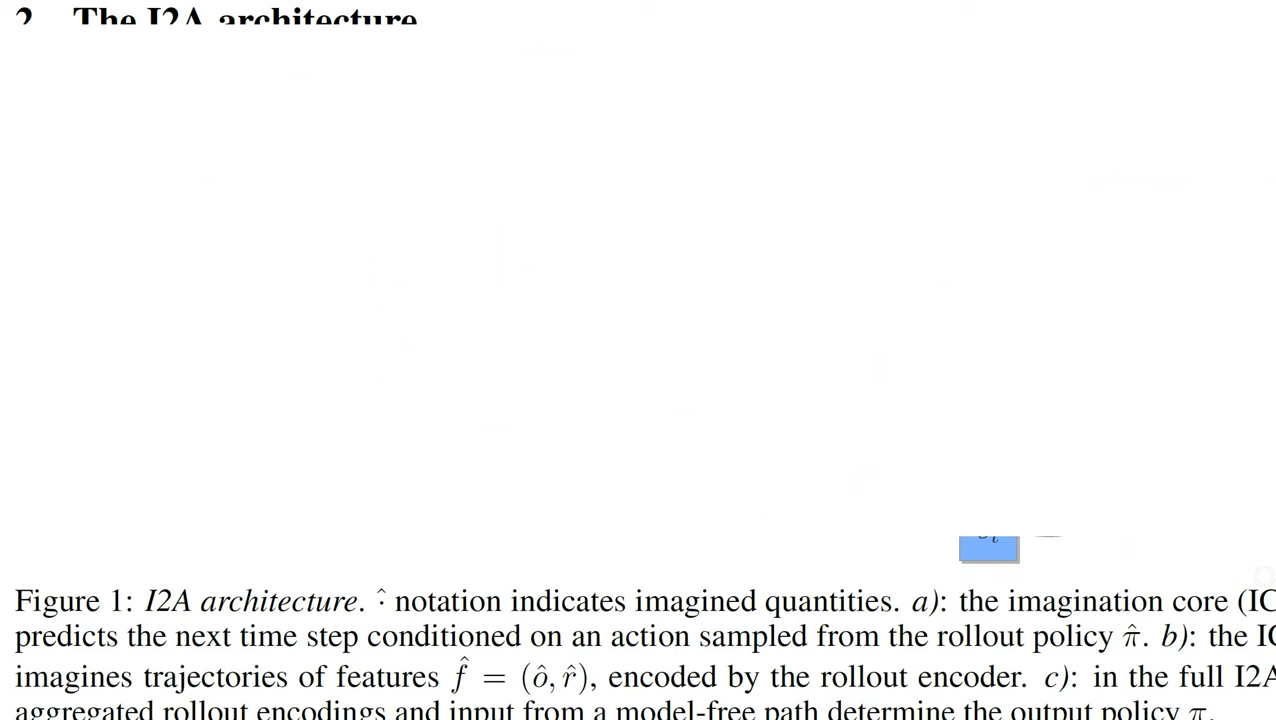 2 The I2A architecture
Figure 1: I2A architecture. ˆ· notation indicates imagined quantities. a): the imagination core (IC
predicts the next time step conditioned on an action sampled from the rollout policy π̂. b): the IC
imagines trajectories of features f̂ = (ô, r̂), encoded by the rollout encoder. c): in the full I2A
aggregated rollout encodings and input from a model-free path determine the output policy π.